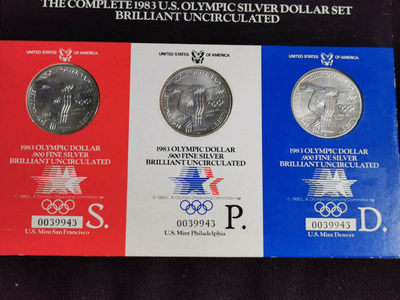 THE COMPLETE 1983 U.S. OLYMPIC SILVER DOLLAR SET
BRILLIANT UNCIRCULATED
UNITED STATES OF AMERICA.
1983 OLYMPIC DOLLAR
.900 FINE SILVER
BRILLIANT UNCIRCULATED
0039943
S.
U.S. Mint San Francisco
UNITED STATES OF AMERICA.
1983 OLYMPIC DOLLAR
.900 FINE SILVER
BRILLIANT UNCIRCULATED
0039943
P.
U.S. Mint Philadelphia
UNITED STATES OF AMERICA.
1983 OLYMPIC DOLLAR
.900 FINE SILVER
BRILLIANT UNCIRCULATED
0039943
D.
U.S. Mint Denver